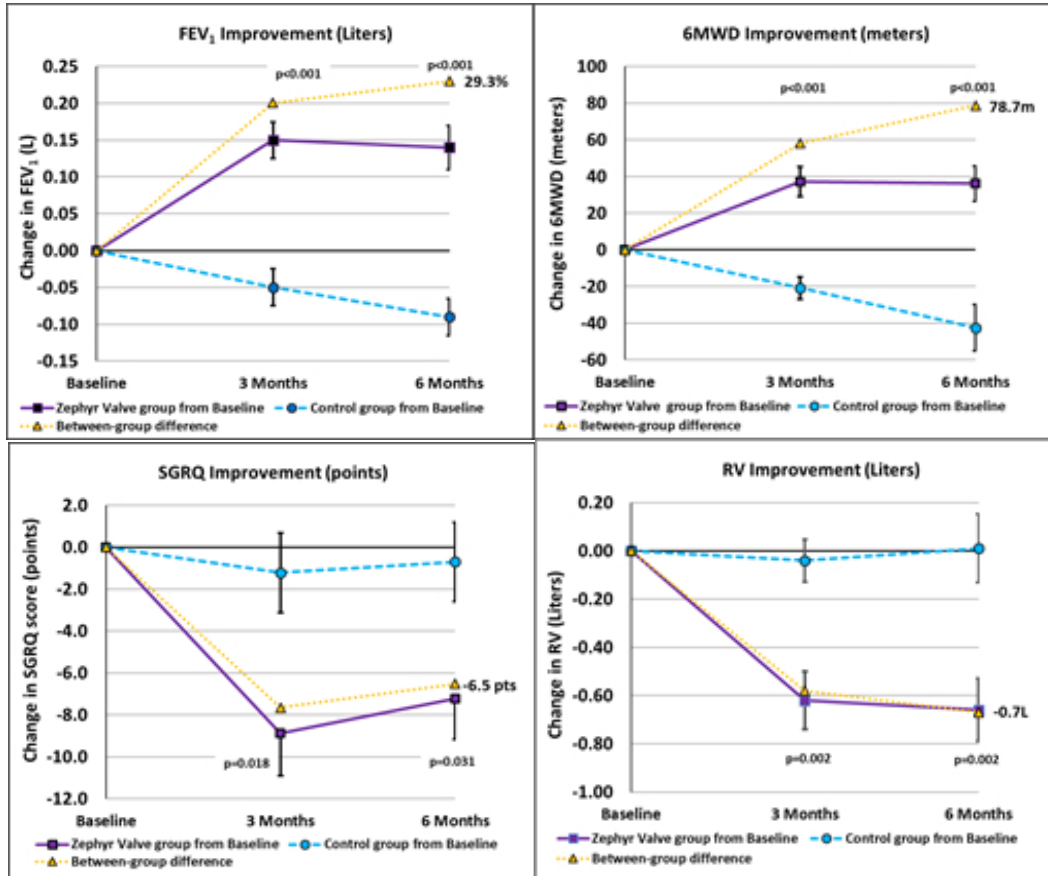 FEV₁ Improvement (Liters)
0.25
0.20
0.15
0.10
0.05
0.00
-0.05
-0.10
-0.15
Change in FEV₁ (L)
p<0.001
p<0.001
29.3%
Baseline
3 Months
6 Months
Zephyr Valve group from Baseline
Control group from Baseline
Between-group difference
6MWD Improvement (meters)
100
80
60
40
20
0
-20
-40
-60
Change in 6MWD (meters)
p<0.001
p<0.001
78.7m
Baseline
3 Months
6 Months
Zephyr Valve group from Baseline
Control group from Baseline
Between-group difference
SGRQ Improvement (points)
2.0
0.0
-2.0
-4.0
-6.0
-8.0
-10.0
-12.0
Change in SGRQ score (points)
-6.5 pts
p=0.018
p=0.031
Baseline
3 Months
6 Months
Zephyr Valve group from Baseline
Control group from Baseline
Between-group difference
RV Improvement (Liters)
0.20
0.00
-0.20
-0.40
-0.60
-0.80
-1.00
Change in RV (Liters)
-0.7L
p=0.002
p=0.002
Baseline
3 Months
6 Months
Zephyr Valve group from Baseline
Control group from Baseline
Between-group difference